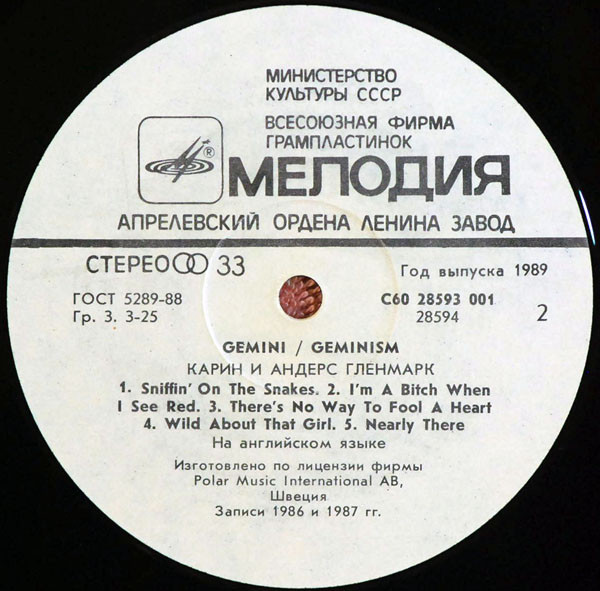 МИНИСТЕРСТВО
КУЛЬТУРЫ СССР
ВСЕСОЮЗНАЯ ФИРМА
ГРАМПЛАСТИНОК
®
МЕЛОДИЯ
АПРЕЛЕВСКИЙ ОРДЕНА ЛЕНИНА ЗАВОД
СТЕРЕО 33
Год выпуска 1989
ГОСТ 5289-88
С60 28593 001
Гр. 3. 3-25
28594
2
GEMINI / GEMINISM
КАРИН И АНДЕРС ГЛЕНМАРК
1. Sniffin' On The Snakes. 2. I'm A Bitch When
I See Red. 3. There's No Way To Fool A Heart
4. Wild About That Girl. 5. Nearly There
На английском языке
Изготовлено по лицензии фирмы
Polar Music International AB,
Швеция
Записи 1986 и 1987 гг.